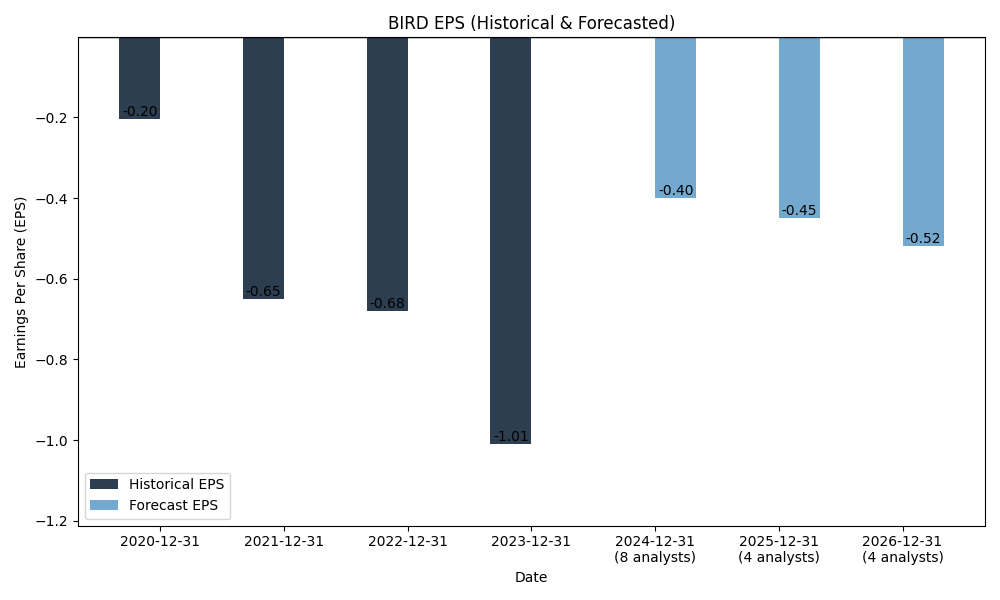 BIRD EPS (Historical & Forecasted)
Earnings Per Share (EPS)
−0.2
−0.4
−0.6
−0.8
−1.0
−1.2
-0.20
-0.65
-0.68
-1.01
-0.40
-0.45
-0.52
Historical EPS
Forecast EPS
2020-12-31
2021-12-31
2022-12-31
2023-12-31
2024-12-31
(8 analysts)
2025-12-31
(4 analysts)
2026-12-31
(4 analysts)
Date